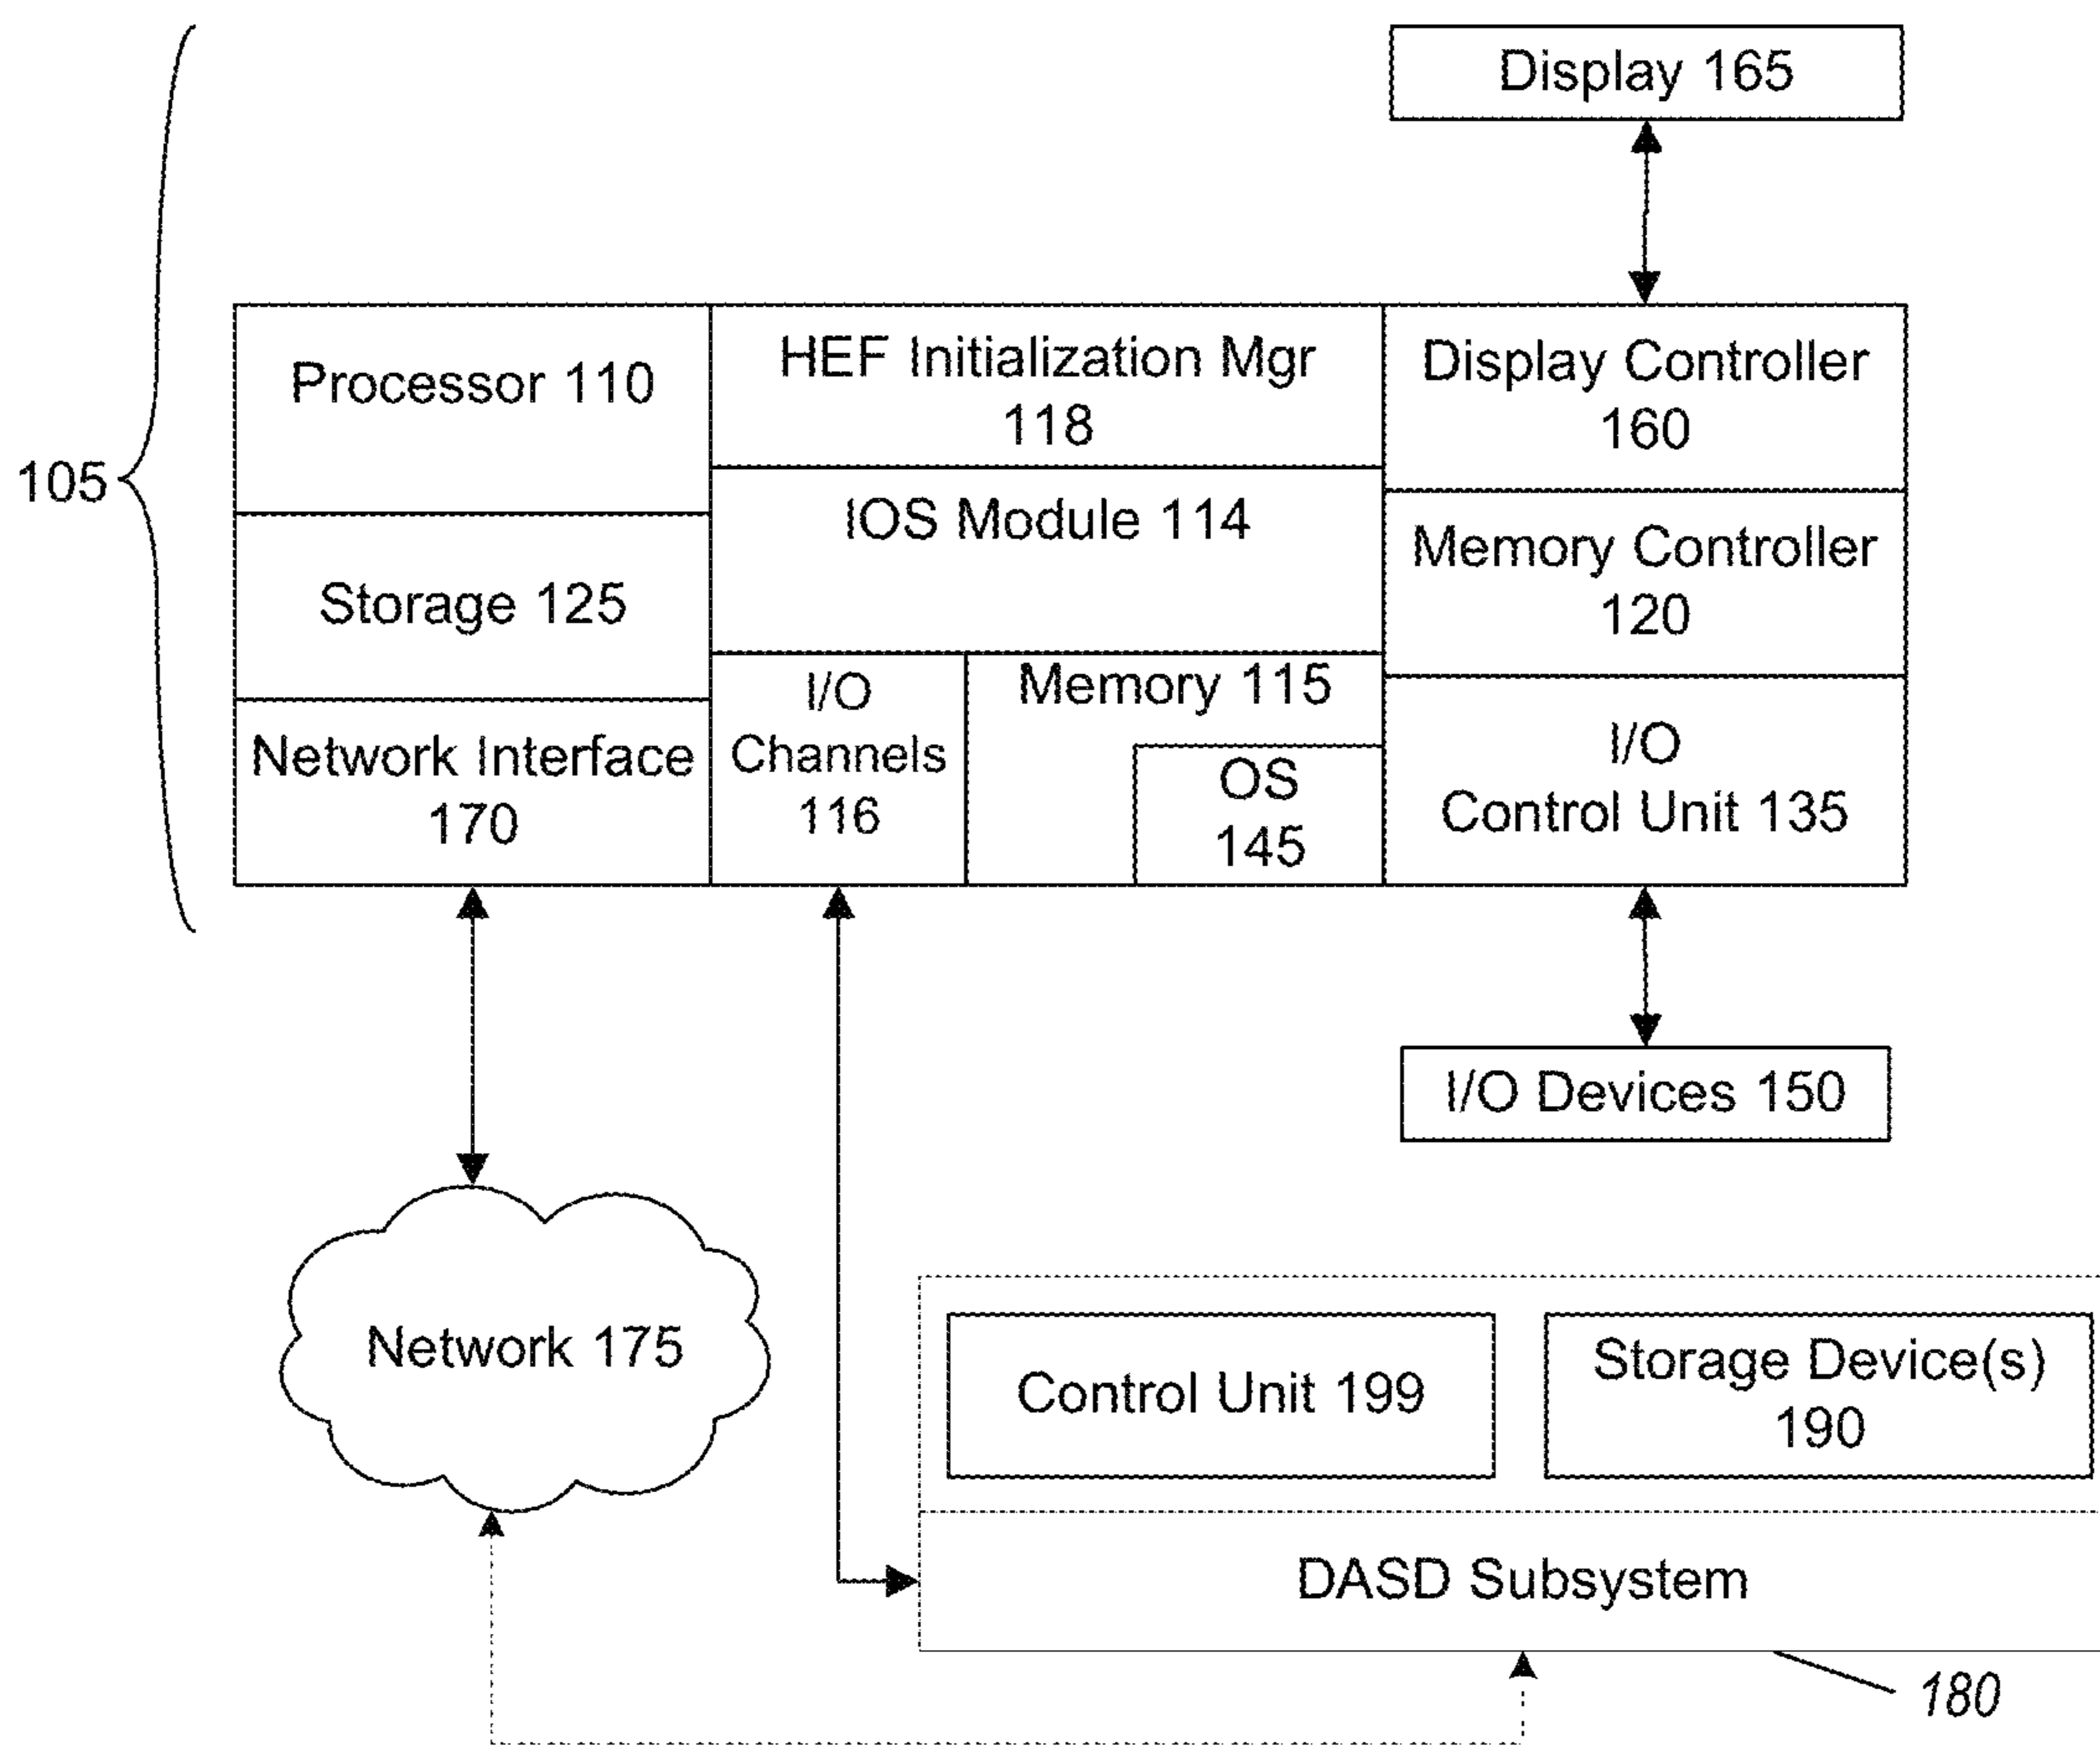 Display 165
105
Processor 110
HEF Initialization Mgr
118
Display Controller
160
IOS Module 114
Memory Controller
120
Storage 125
I/O
Channels
116
Memory 115
OS
145
I/O
Control Unit 135
Network Interface
170
I/O Devices 150
Network 175
Control Unit 199
Storage Device(s)
190
DASD Subsystem
180